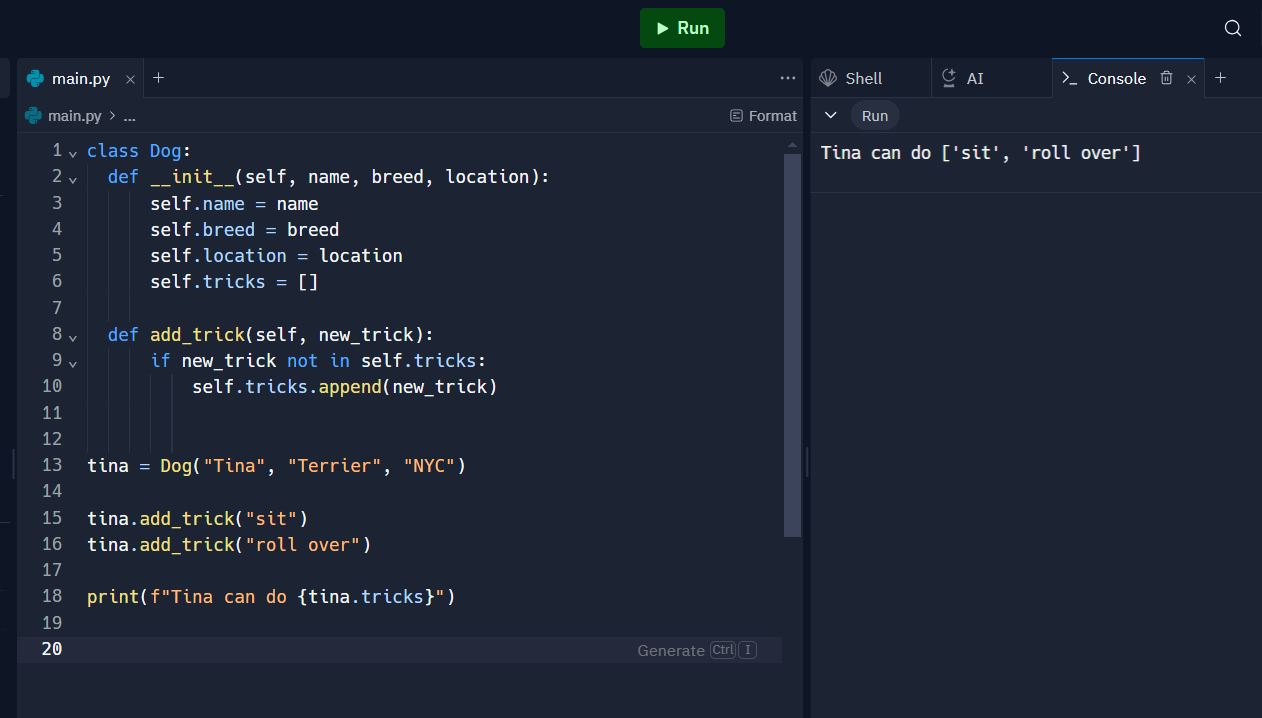 Run
main.py
Shell
AI
Console
main.py > ...
Format
Run
1 class Dog:
2   def __init__(self, name, breed, location):
3       self.name = name
4       self.breed = breed
5       self.location = location
6       self.tricks = []
7
8   def add_trick(self, new_trick):
9       if new_trick not in self.tricks:
10           self.tricks.append(new_trick)
11
12
13 tina = Dog("Tina", "Terrier", "NYC")
14
15 tina.add_trick("sit")
16 tina.add_trick("roll over")
17
18 print(f"Tina can do {tina.tricks}")
19
20
Generate Ctrl I
Tina can do ['sit', 'roll over']